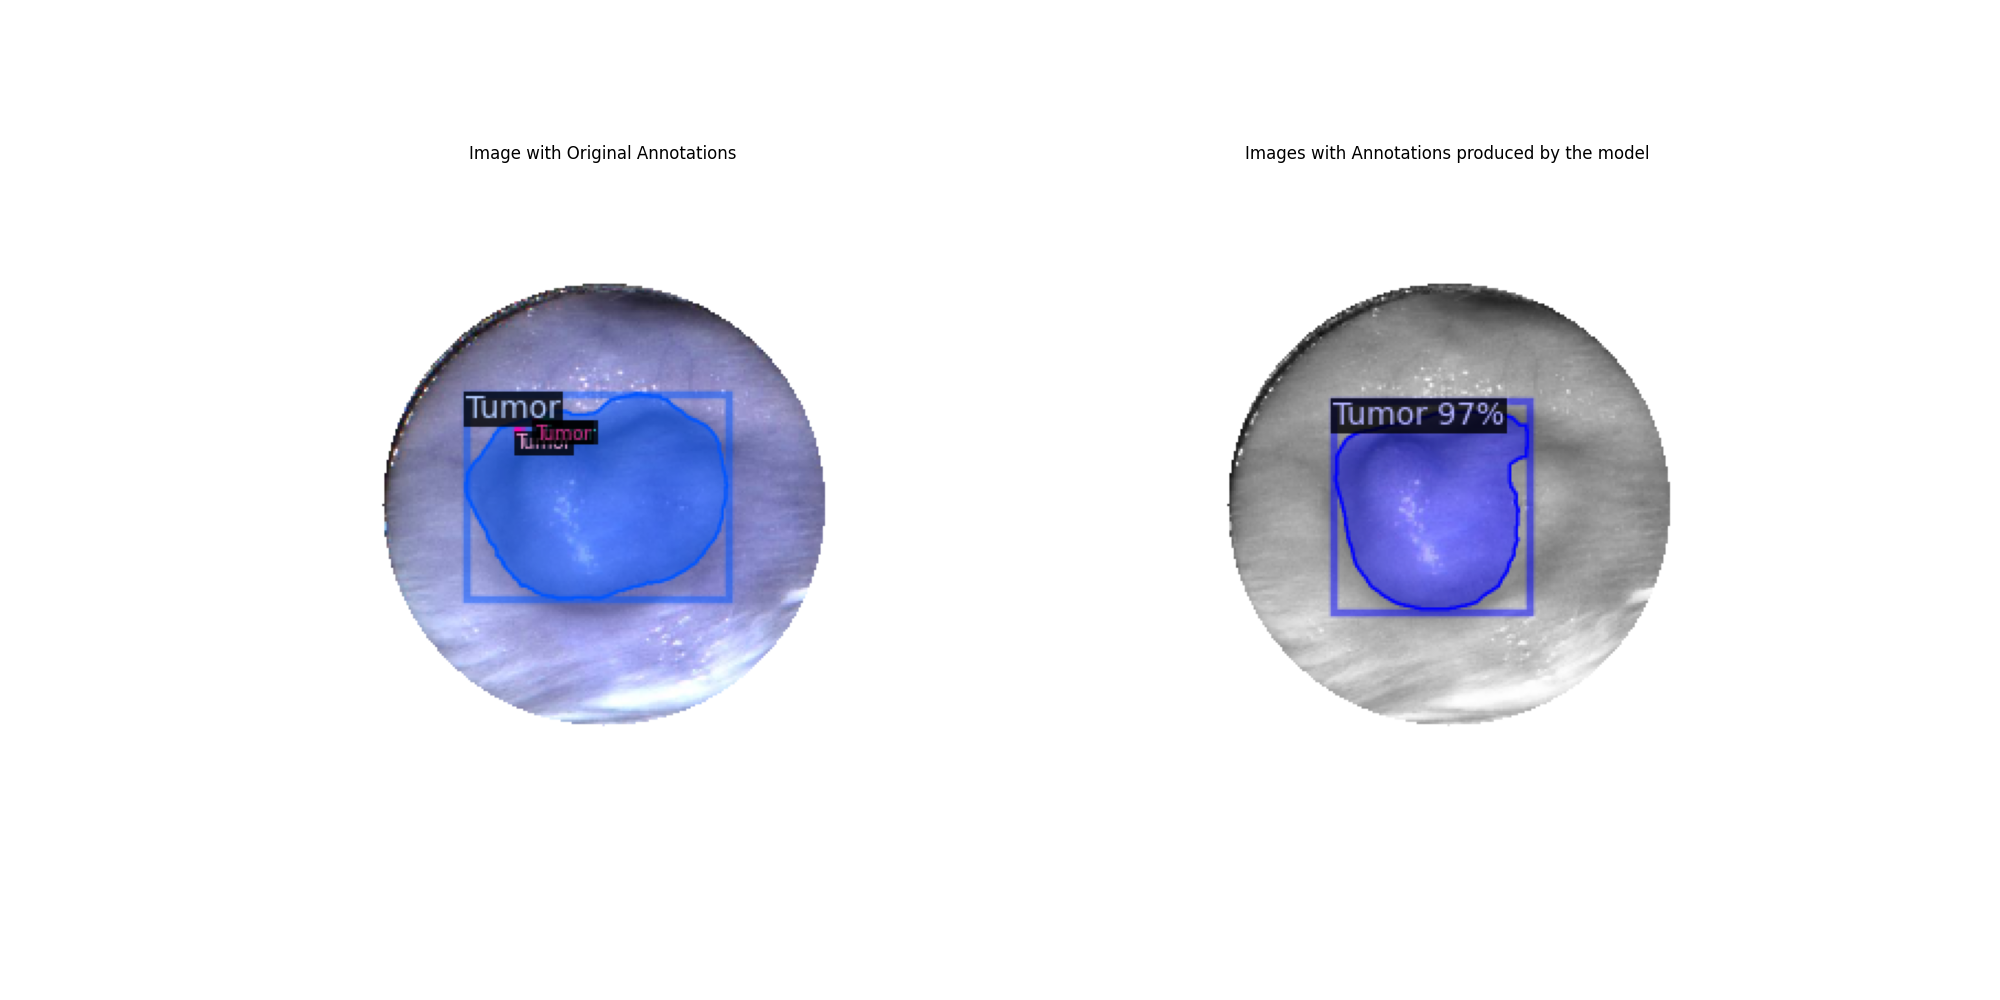 Image with Original Annotations
Images with Annotations produced by the model
Tumor
Tumor
Tumor
Tumor 97%